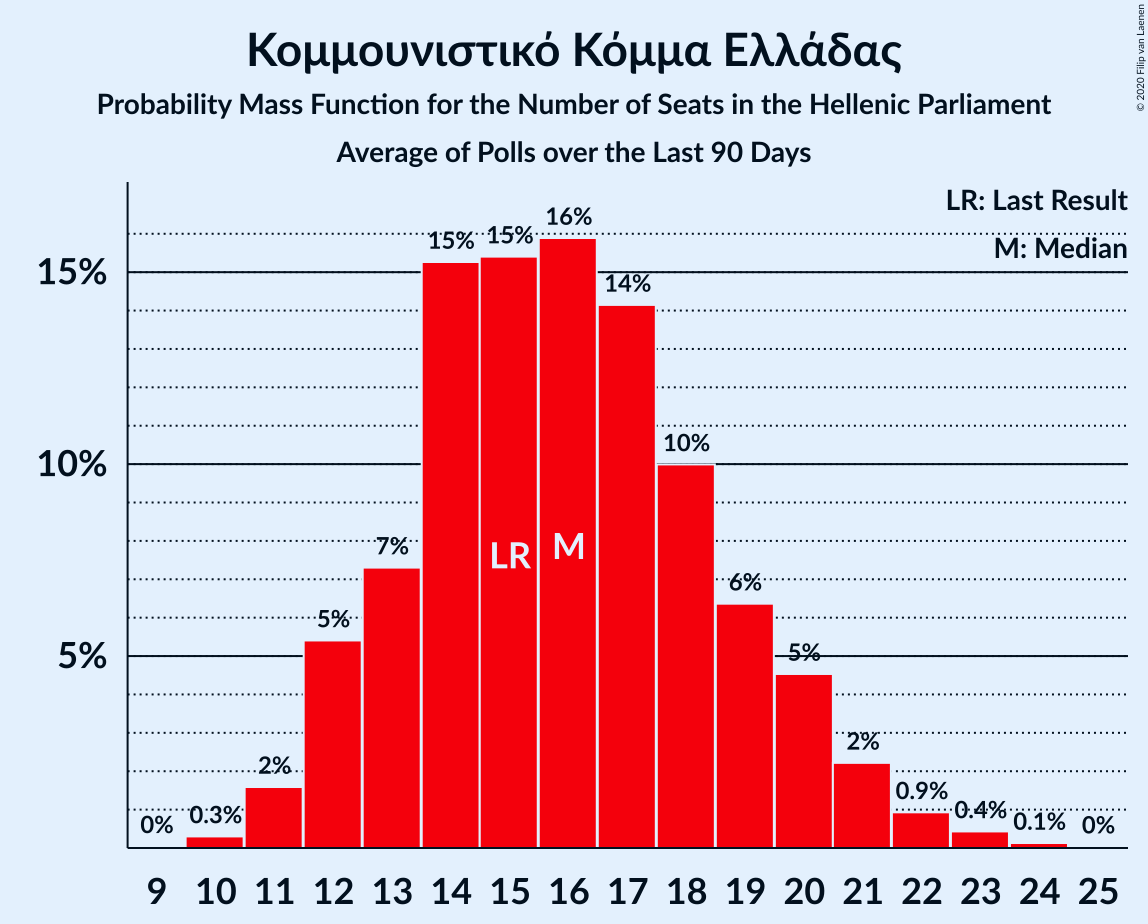 Κομμουνιστικό Κόμμα Ελλάδας
Probability Mass Function for the Number of Seats in the Hellenic Parliament
Average of Polls over the Last 90 Days
© 2020 Filip van Laenen
LR: Last Result
M: Median
15%
10%
5%
0%
0.3%
2%
5%
7%
15%
15%
16%
14%
10%
6%
5%
2%
0.9%
0.4%
0.1%
0%
LR
M
9 10 11 12 13 14 15 16 17 18 19 20 21 22 23 24 25